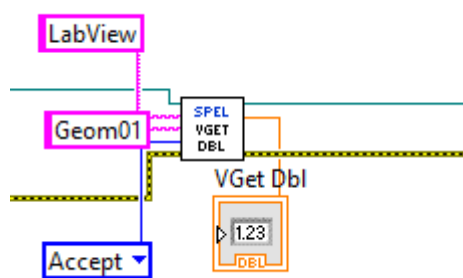 LabView
Geom01
SPEL
VGET
DBL
VGet Dbl
1.23
DBL
Accept